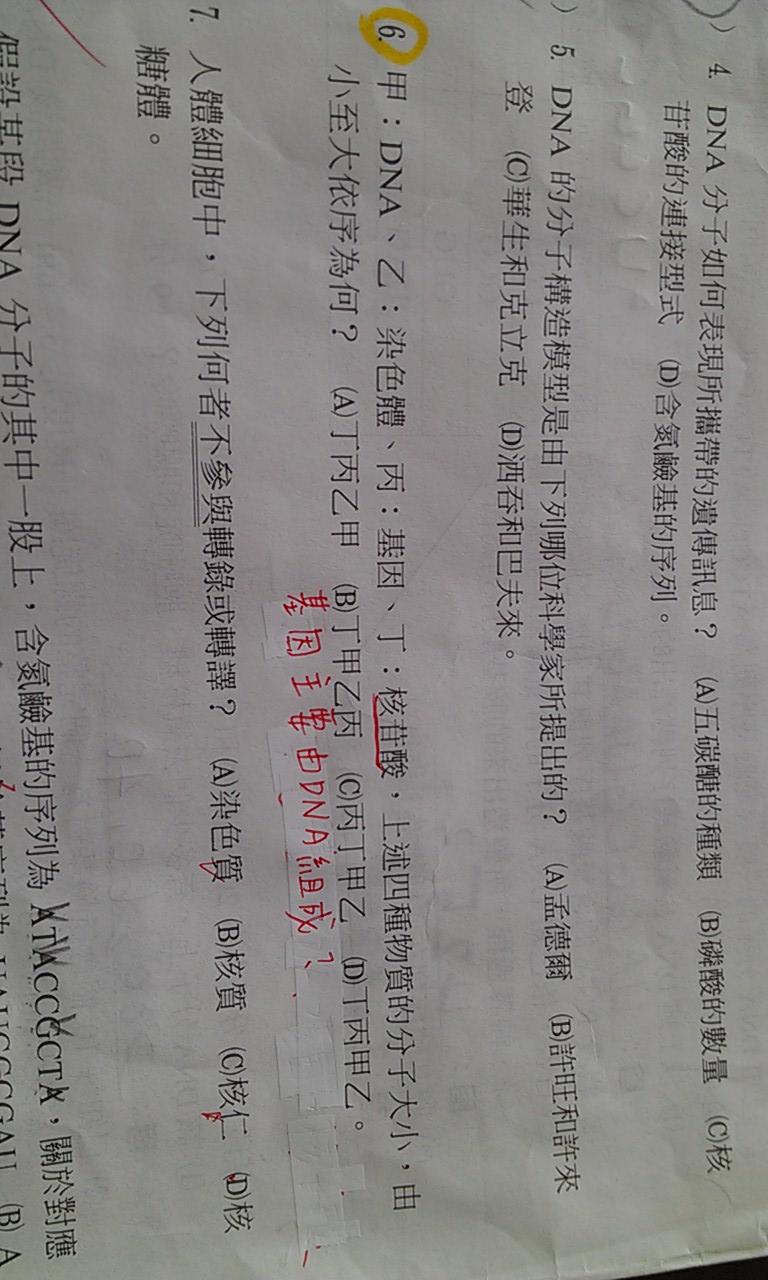 ) 4. DNA 分子如何表現所攜帶的遺傳訊息？ (A)五碳醣的種類 (B)磷酸的數量 (C)核
苷酸的連接型式 (D)含氮鹼基的序列。
) 5. DNA 的分子構造模型是由下列哪位科學家所提出的？ (A)孟德爾 (B)許旺和許來
登 (C)華生和克立克 (D)洒吞和巴夫來。
6. 甲：DNA、乙：染色體、丙：基因、丁：核苷酸，上述四種物質的分子大小，由
小至大依序為何？ (A)丁丙乙甲 (B)丁甲乙丙 (C)丙丁甲乙 (D)丁丙甲乙。
基因主要由DNA組成？
7. 人體細胞中，下列何者不參與轉錄或轉譯？ (A)染色質 (B)核質 (C)核仁 (D)核
糖體。
假設某段 DNA 分子的其中一股上，含氮鹼基的序列為 ATACCGCTA，關於對應
(B) A